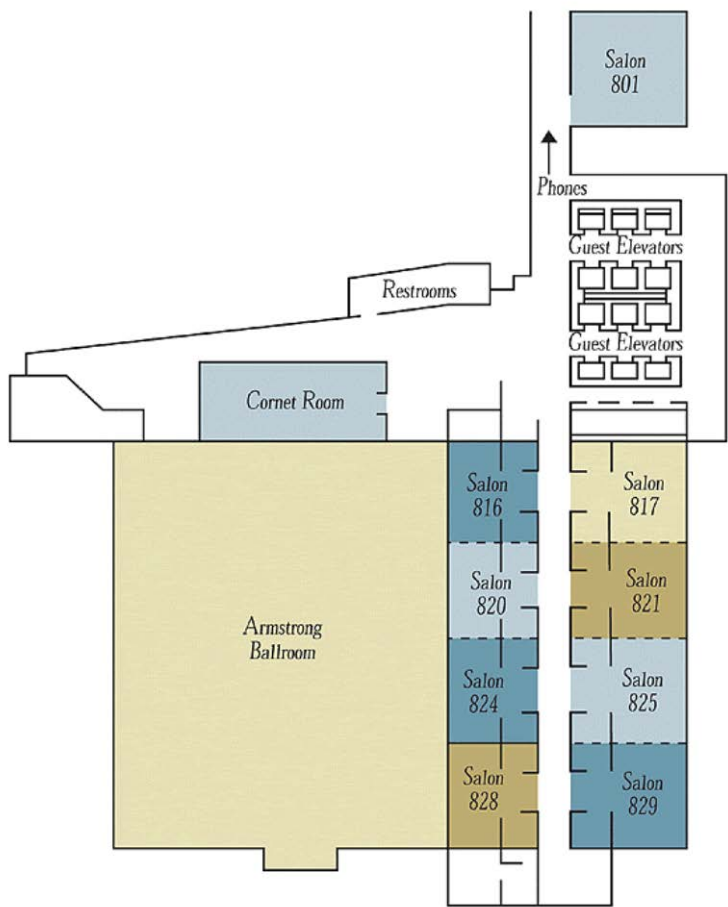 Salon
801
Phones
Guest Elevators
Restrooms
Guest Elevators
Cornet Room
Salon
816
Salon
817
Salon
820
Salon
821
Armstrong
Ballroom
Salon
824
Salon
825
Salon
828
Salon
829